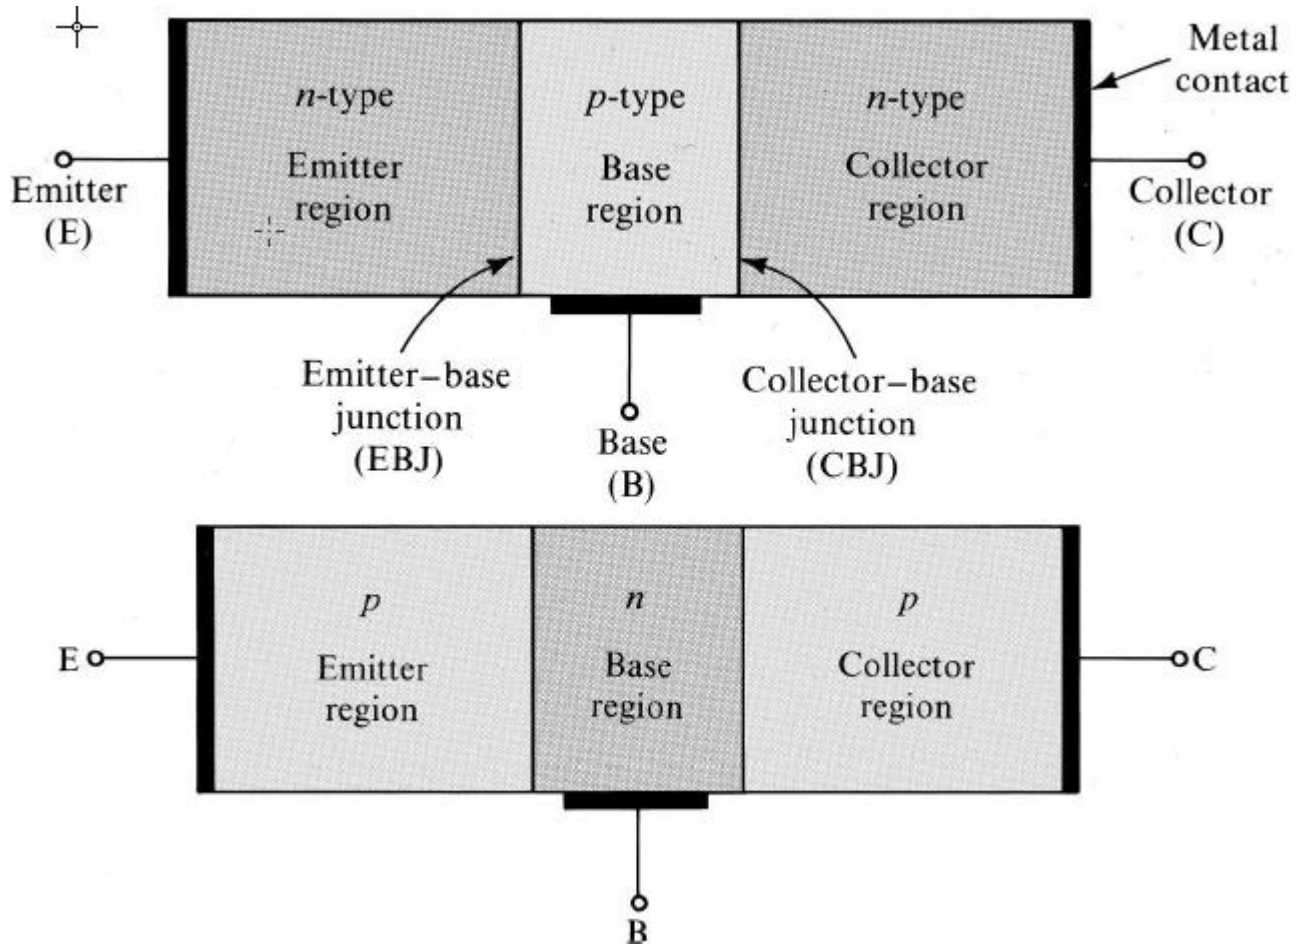 n-type
Emitter
region
p-type
Base
region
n-type
Collector
region
Metal
contact
Emitter
(E)
Collector
(C)
Emitter–base
junction
(EBJ)
Base
(B)
Collector–base
junction
(CBJ)
p
Emitter
region
n
Base
region
p
Collector
region
E
C
B